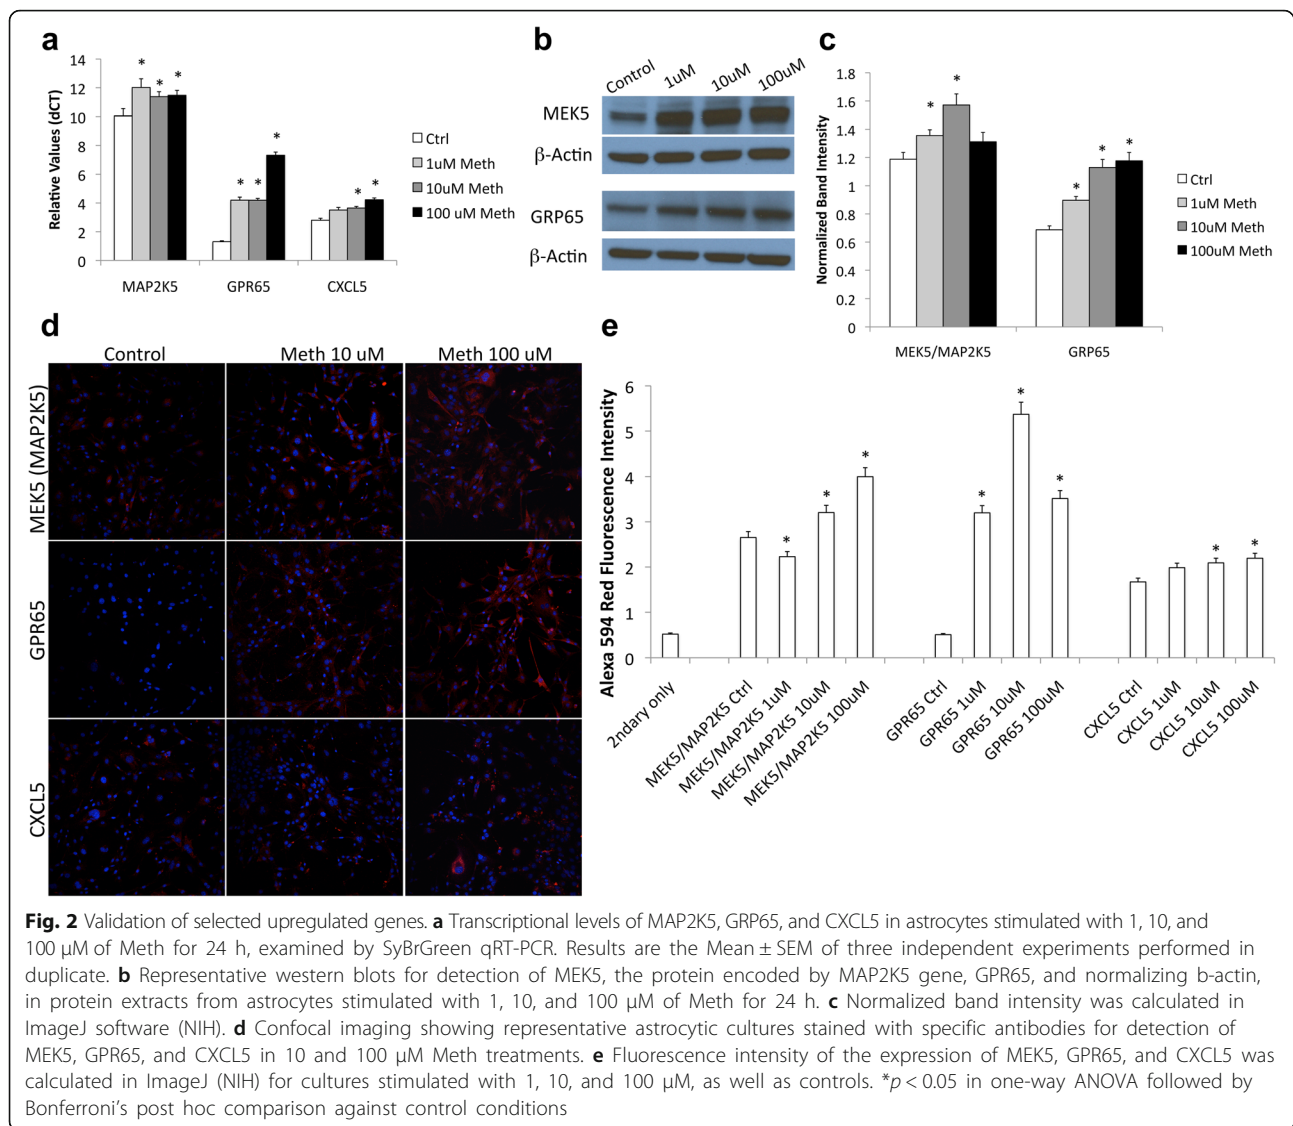 a
14
12
10
8
6
4
2
0
Relative Values (dCT)
* * *
* * *
* *
MAP2K5 GPR65 CXCL5
Ctrl
1uM Meth
10uM Meth
100 uM Meth
b
Control 1uM 10uM 100uM
MEK5
β-Actin
GRP65
β-Actin
c
1.8
1.6
1.4
1.2
1
0.8
0.6
0.4
0.2
0
Normalized Band Intensity
* *
* * *
MEK5/MAP2K5 GRP65
Ctrl
1uM Meth
10uM Meth
100uM Meth
d
Control Meth 10 uM Meth 100 uM
MEK5 (MAP2K5)
GPR65
CXCL5
e
6
5
4
3
2
1
0
Alexa 594 Red Fluorescence Intensity
* * *
* * *
* *
2ndary only
MEK5/MAP2K5 Ctrl
MEK5/MAP2K5 1uM
MEK5/MAP2K5 10uM
MEK5/MAP2K5 100uM
GPR65 Ctrl
GPR65 1uM
GPR65 10uM
GPR65 100uM
CXCL5 Ctrl
CXCL5 1uM
CXCL5 10uM
CXCL5 100uM
Fig. 2 Validation of selected upregulated genes. a Transcriptional levels of MAP2K5, GRP65, and CXCL5 in astrocytes stimulated with 1, 10, and
100 μM of Meth for 24 h, examined by SyBrGreen qRT-PCR. Results are the Mean ± SEM of three independent experiments performed in
duplicate. b Representative western blots for detection of MEK5, the protein encoded by MAP2K5 gene, GPR65, and normalizing b-actin,
in protein extracts from astrocytes stimulated with 1, 10, and 100 μM of Meth for 24 h. c Normalized band intensity was calculated in
ImageJ software (NIH). d Confocal imaging showing representative astrocytic cultures stained with specific antibodies for detection of
MEK5, GPR65, and CXCL5 in 10 and 100 μM Meth treatments. e Fluorescence intensity of the expression of MEK5, GPR65, and CXCL5 was
calculated in ImageJ (NIH) for cultures stimulated with 1, 10, and 100 μM, as well as controls. *p < 0.05 in one-way ANOVA followed by
Bonferroni's post hoc comparison against control conditions